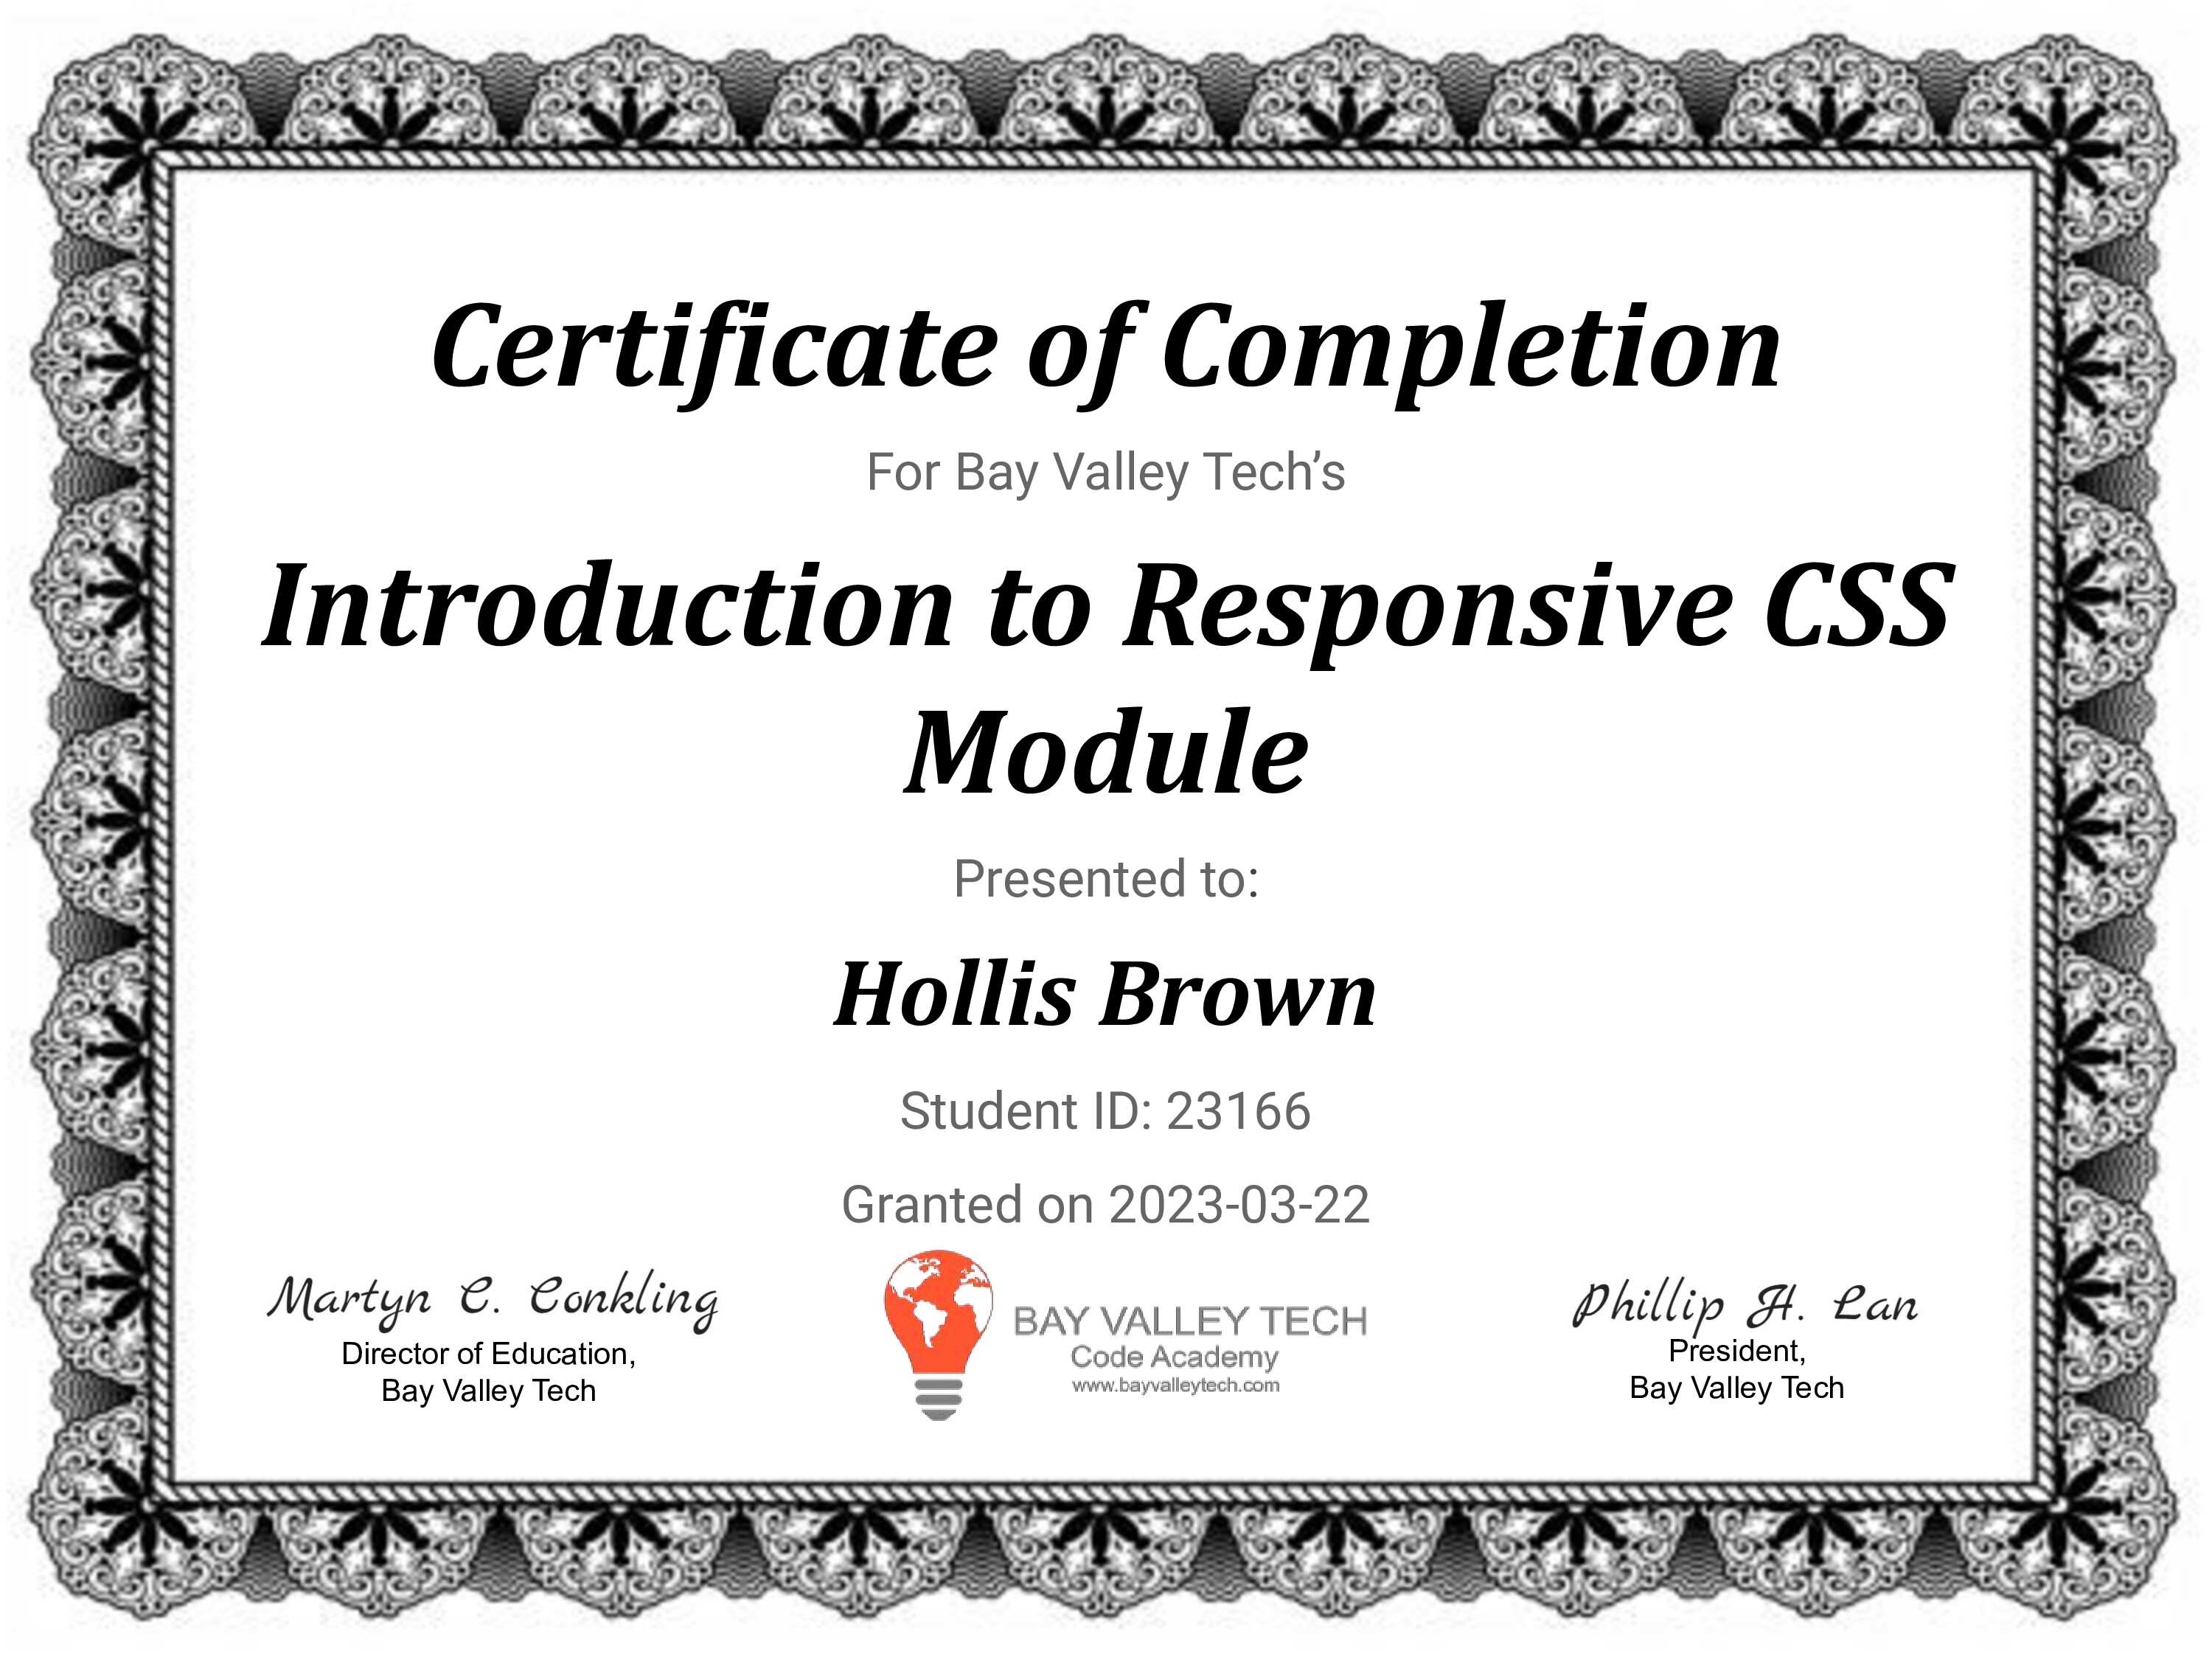 Certificate of Completion
For Bay Valley Tech’s
Introduction to Responsive CSS
Module
Presented to:
Hollis Brown
Student ID: 23166
Granted on 2023-03-22
Martyn C. Conkling
Director of Education,
Bay Valley Tech
BAY VALLEY TECH
Code Academy
www.bayvalleytech.com
Phillip H. Lan
President,
Bay Valley Tech